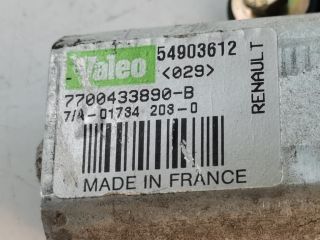 Valeo
54903612
<029>
7700433890-B
7/A-01734 203-0
RENAULT
MADE IN FRANCE